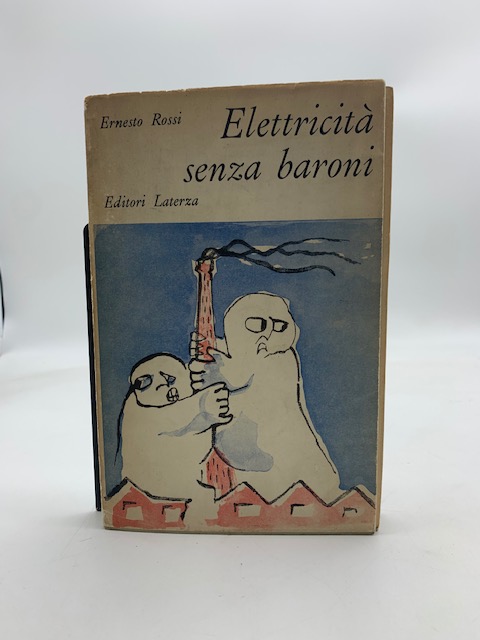 Ernesto Rossi
Elettricità
senza baroni
Editori Laterza